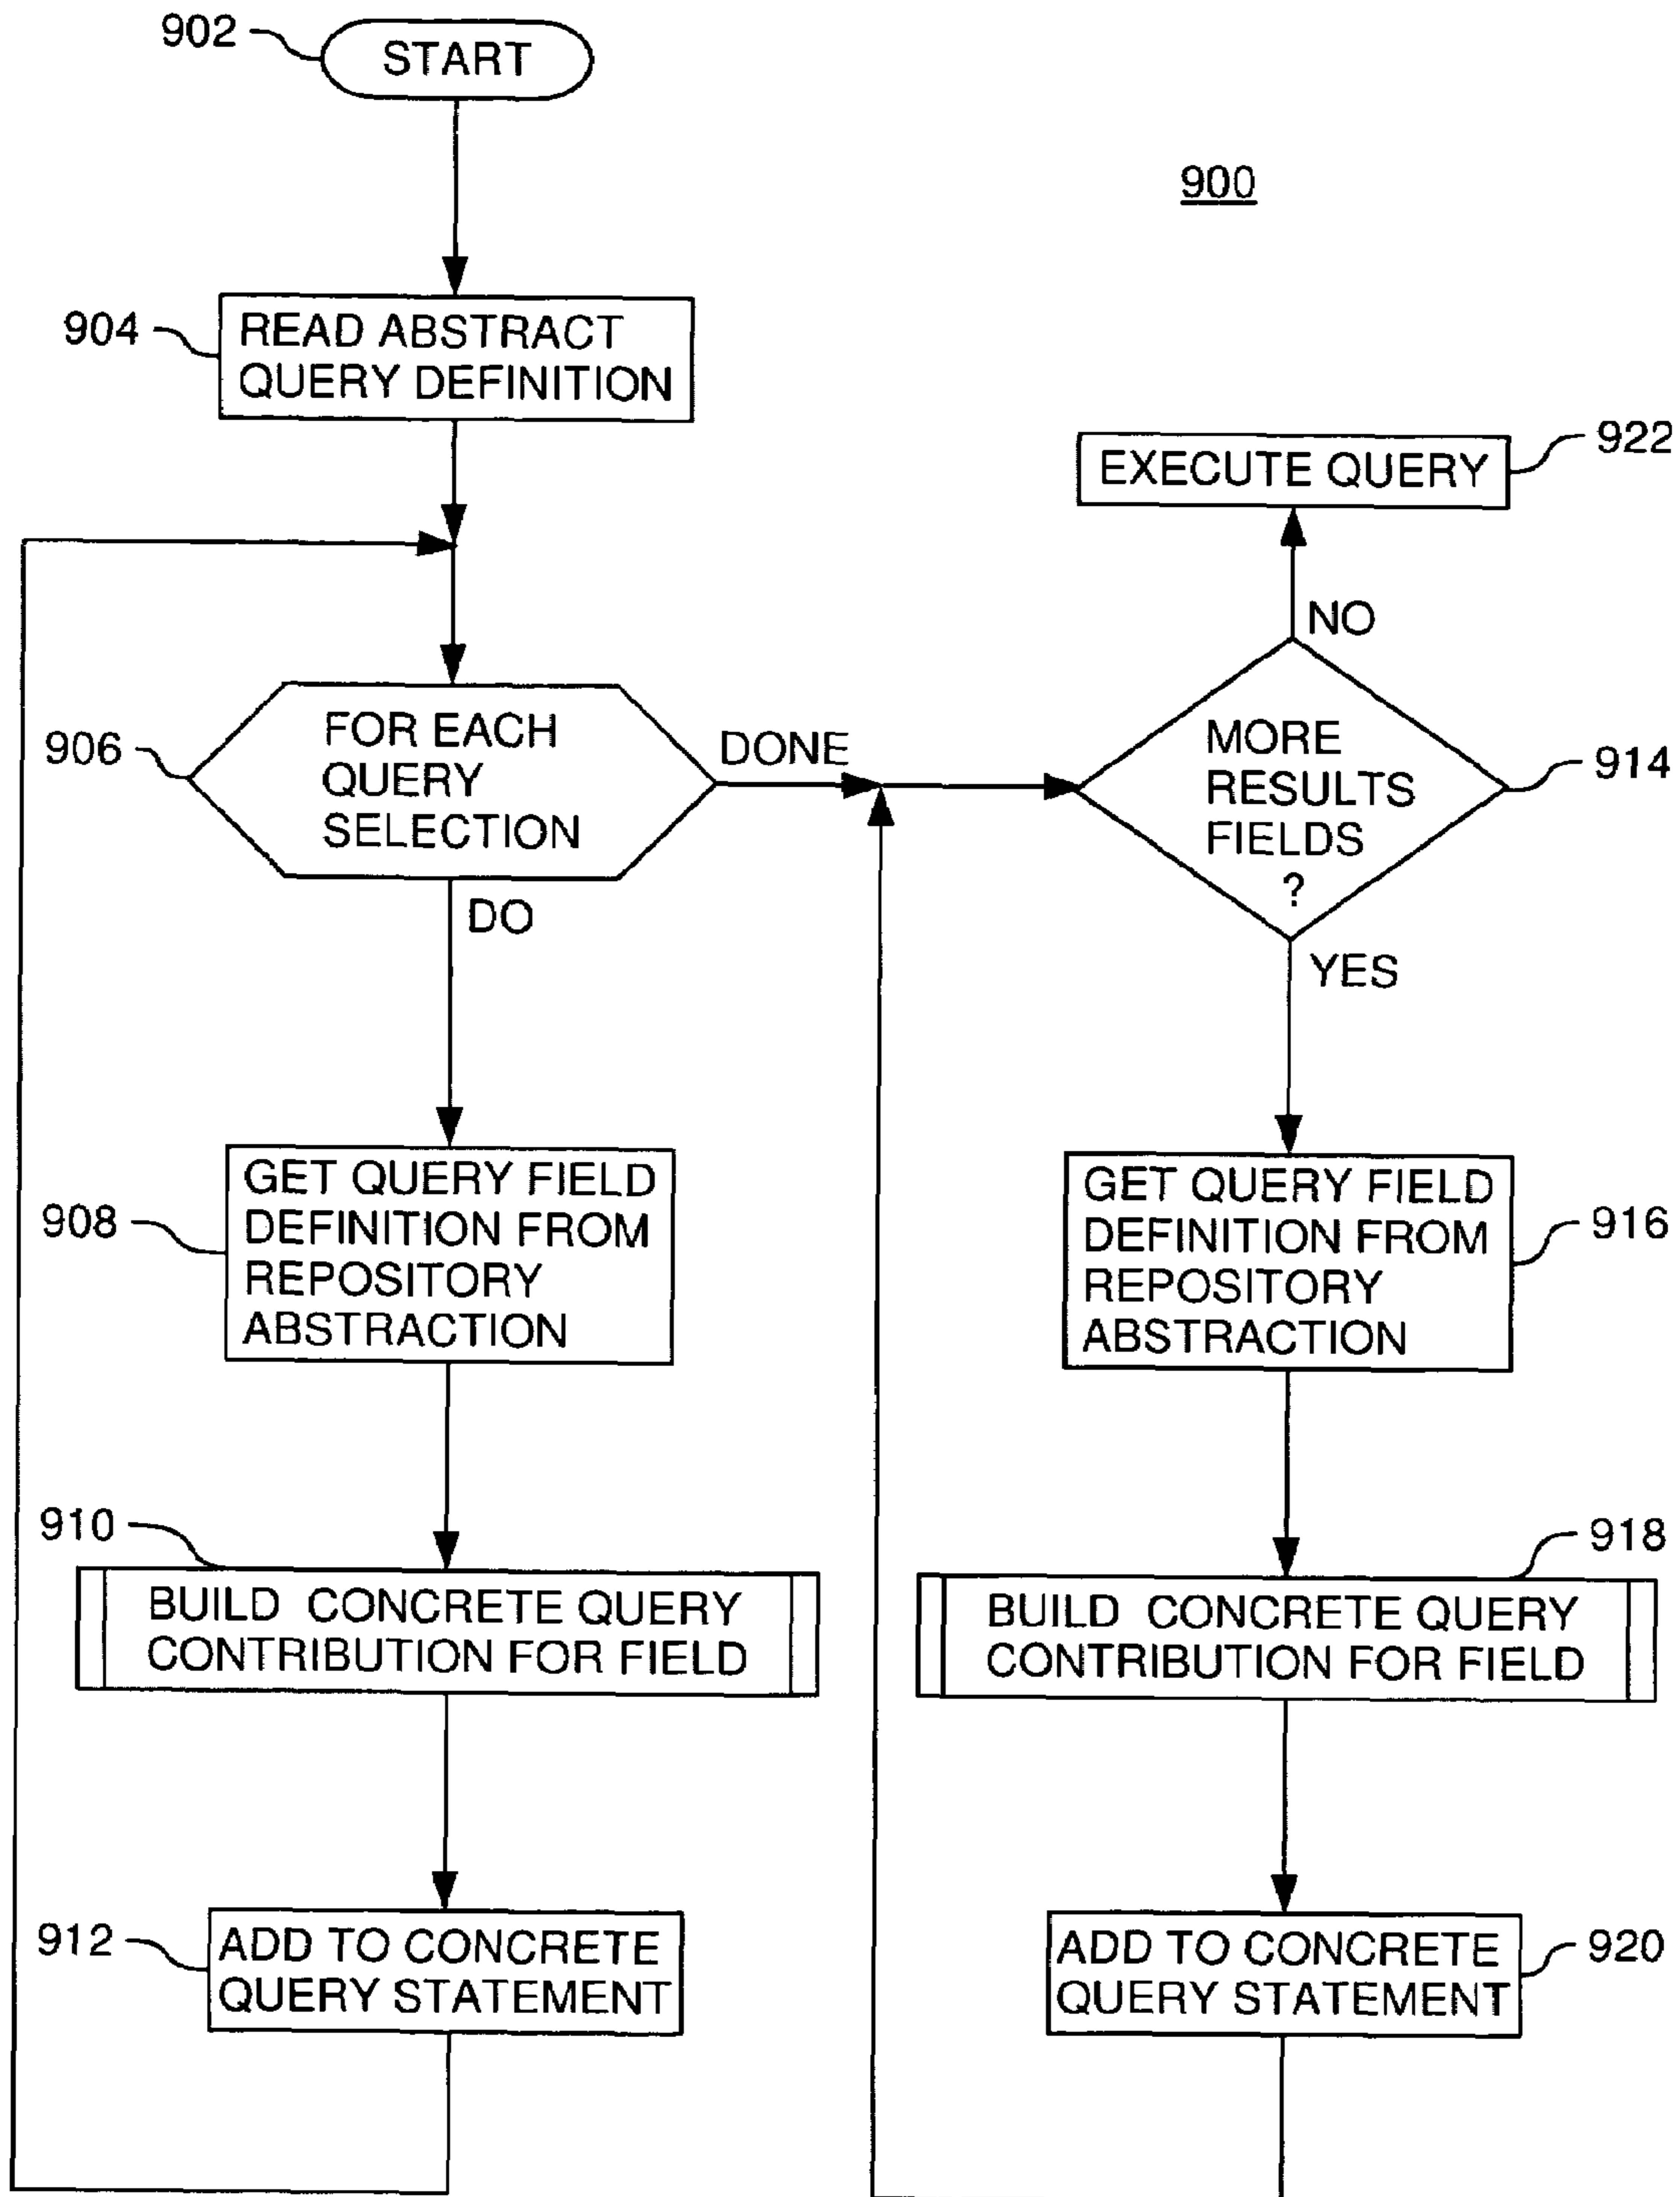 902
START
900
904
READ ABSTRACT
QUERY DEFINITION
922
EXECUTE QUERY
NO
906
FOR EACH
QUERY
SELECTION
DONE
DO
914
MORE
RESULTS
FIELDS
?
YES
908
GET QUERY FIELD
DEFINITION FROM
REPOSITORY
ABSTRACTION
916
GET QUERY FIELD
DEFINITION FROM
REPOSITORY
ABSTRACTION
910
BUILD CONCRETE QUERY
CONTRIBUTION FOR FIELD
918
BUILD CONCRETE QUERY
CONTRIBUTION FOR FIELD
912
ADD TO CONCRETE
QUERY STATEMENT
920
ADD TO CONCRETE
QUERY STATEMENT